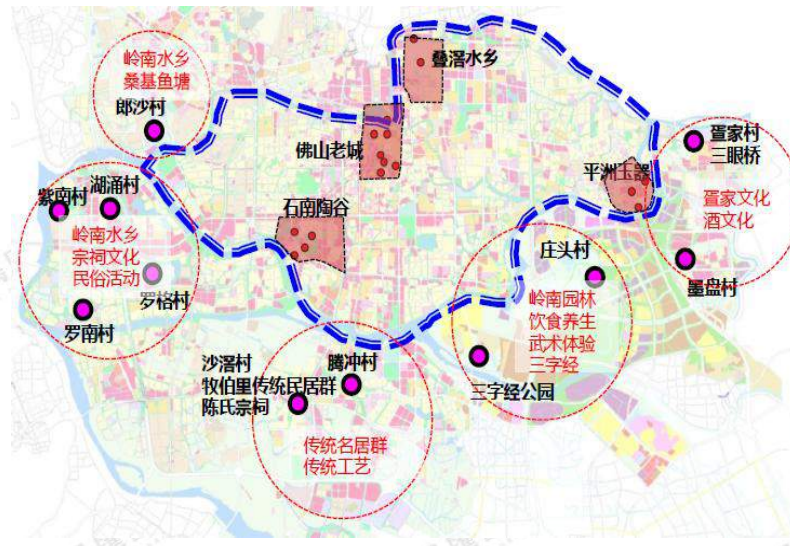 岭南水乡
桑基鱼塘
郎沙村
叠滘水乡
佛山老城
疍家村
三眼桥
平洲玉器
疍家文化
酒文化
墨盘村
紫南村
湖涌村
岭南水乡
宗祠文化
民俗活动
罗格村
罗南村
石南陶谷
庄头村
岭南园林
饮食养生
武术体验
三字经
三字经公园
沙滘村
牧伯里传统民居群
陈氏宗祠
腾冲村
传统名居群
传统工艺